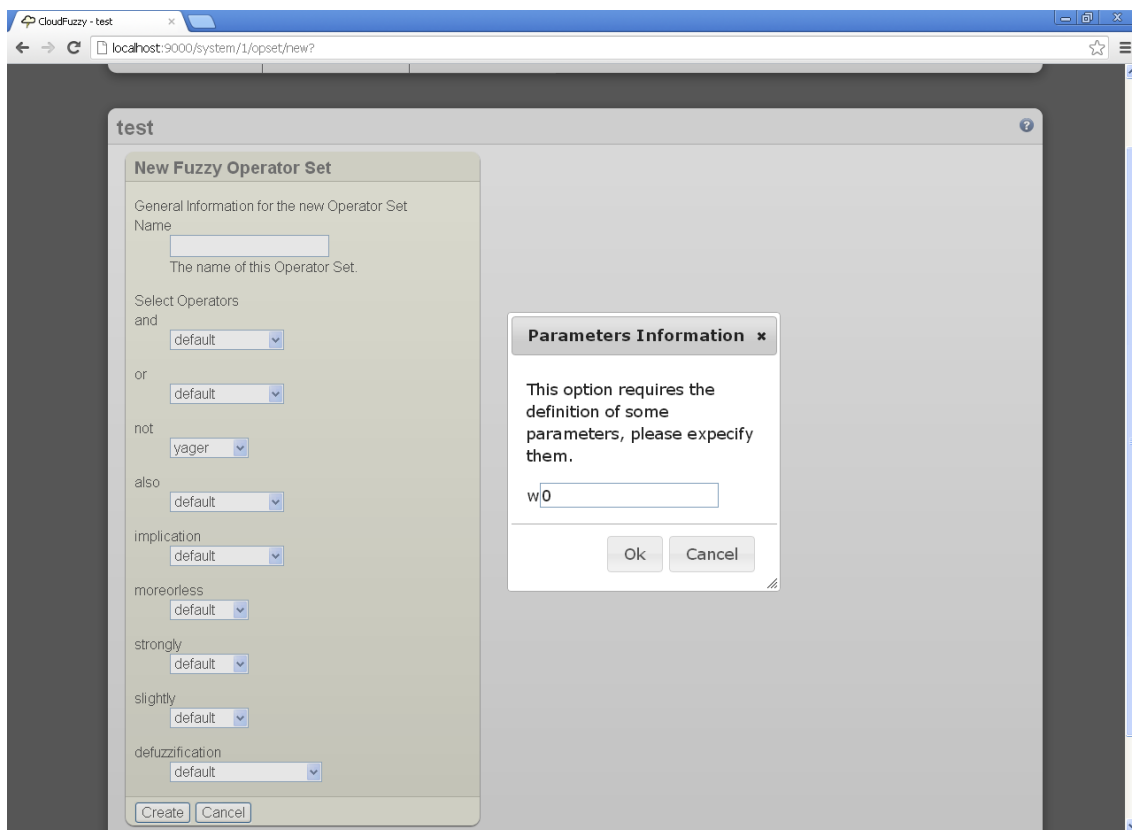 CloudFuzzy - test
localhost:9000/system/1/opset/new?
test
New Fuzzy Operator Set
General Information for the new Operator Set
Name
The name of this Operator Set.
Select Operators
and
default
or
default
not
yager
also
default
implication
default
moreorless
default
strongly
default
slightly
default
defuzzification
default
Create Cancel
Parameters Information
This option requires the
definition of some
parameters, please expecify
them.
w 0
Ok Cancel